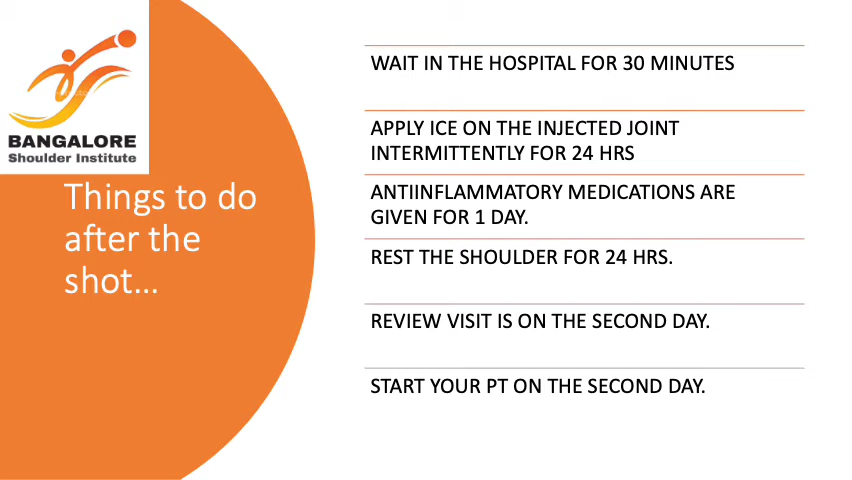 BANGALORE
Shoulder Institute
Things to do
after the
shot...
WAIT IN THE HOSPITAL FOR 30 MINUTES
APPLY ICE ON THE INJECTED JOINT
INTERMITTENTLY FOR 24 HRS
ANTIINFLAMMATORY MEDICATIONS ARE
GIVEN FOR 1 DAY.
REST THE SHOULDER FOR 24 HRS.
REVIEW VISIT IS ON THE SECOND DAY.
START YOUR PT ON THE SECOND DAY.